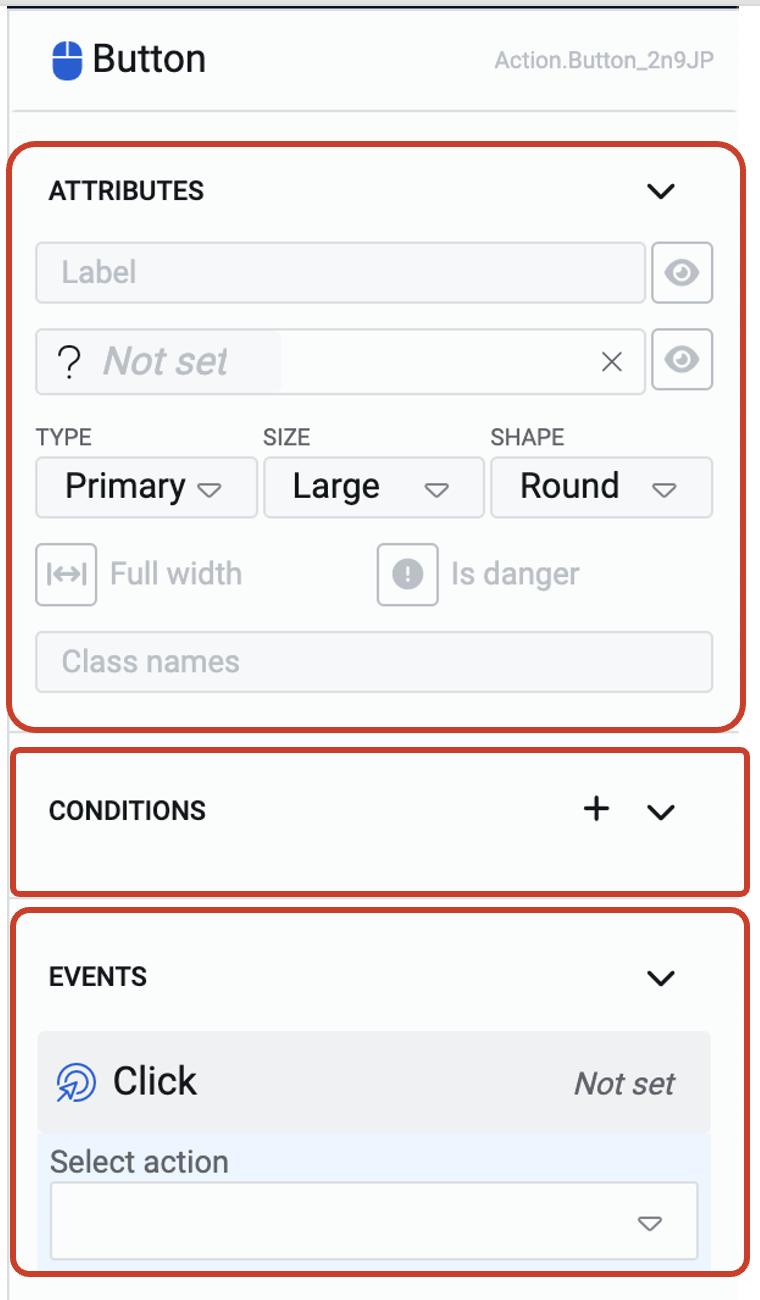 Button Action.Button_2n9JP
ATTRIBUTES
Label
? Not set
TYPE SIZE SHAPE
Primary Large Round
Full width Is danger
Class names
CONDITIONS
EVENTS
Click Not set
Select action